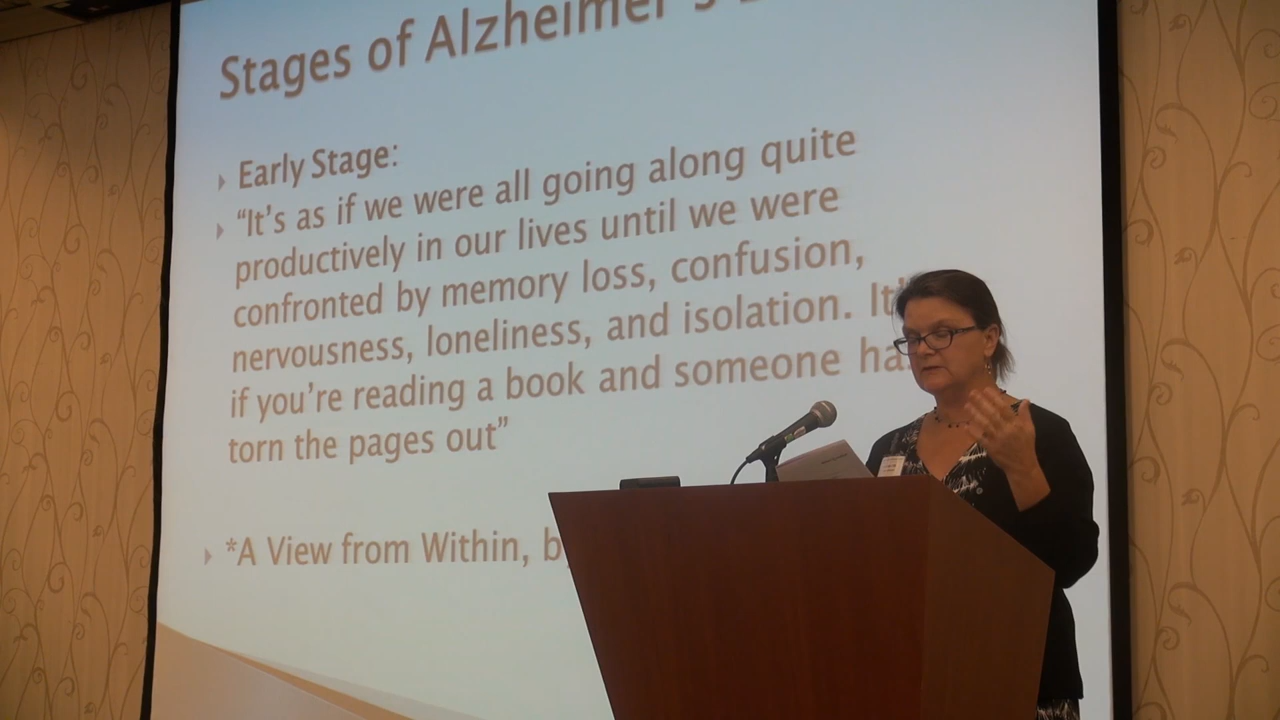 Stages of Alzheimer's
Early Stage:
“It's as if we were all going along quite
productively in our lives until we were
confronted by memory loss, confusion,
nervousness, loneliness, and isolation.
if you're reading a book and someone
torn the pages out”
*A View from Within,